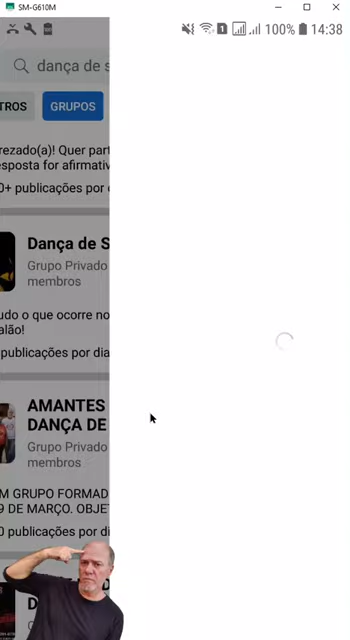 SM-G610M
1
100%
14:38
dança de s
TROS
GRUPOS
rezado(a)! Quer part
esposta for afirmativ
0+ publicações por d
Dança de S
Grupo Privado
membros
udo o que ocorre no
alão!
publicações por dia
AMANTES
DANÇA DE
Grupo Privado
membros
M GRUPO FORMAD
9 DE MARÇO. OBJET
0 publicações por di
D